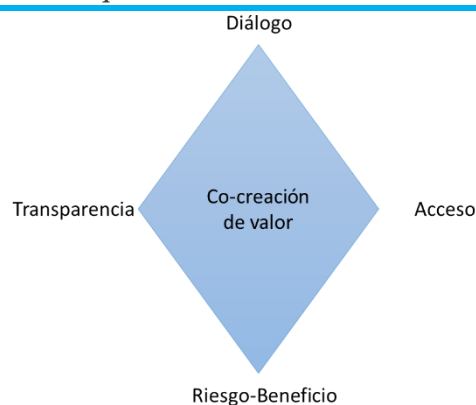 Diálogo
Transparencia
Co-creación
de valor
Acceso
Riesgo-Beneficio